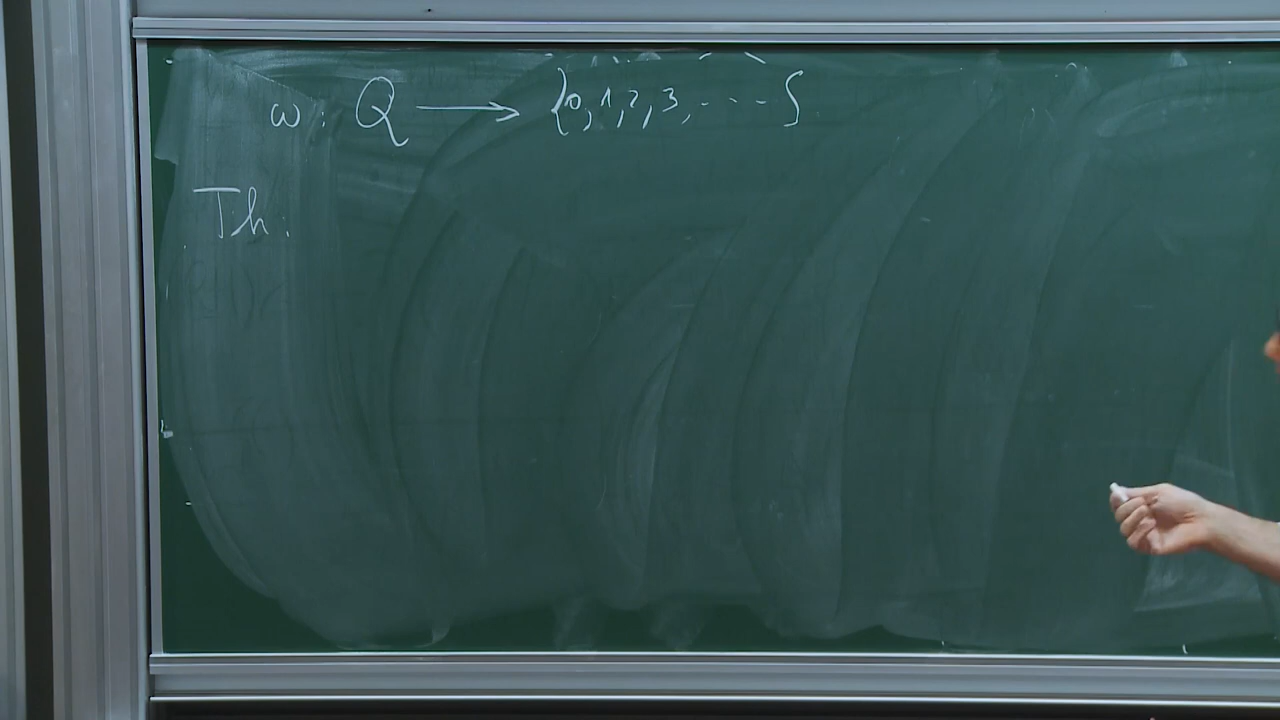 ω: Q ⟶ {0,1,2,3,---}
Th: